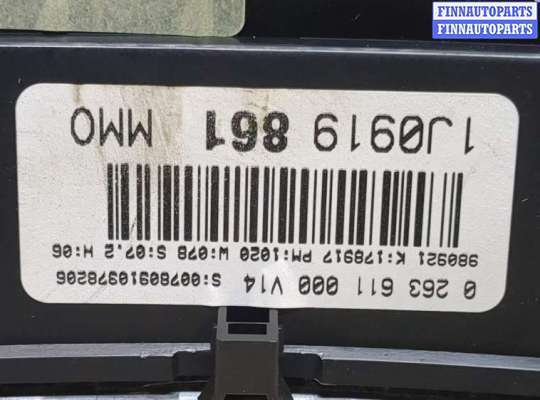 FINNAUTOPARTS
FINNAUTOPARTS
0 263 611 000 V14 S:00780910378206
980921 K:178917 PM:1020 W:078 S:07.2 H:06
1J0919 861 MMO